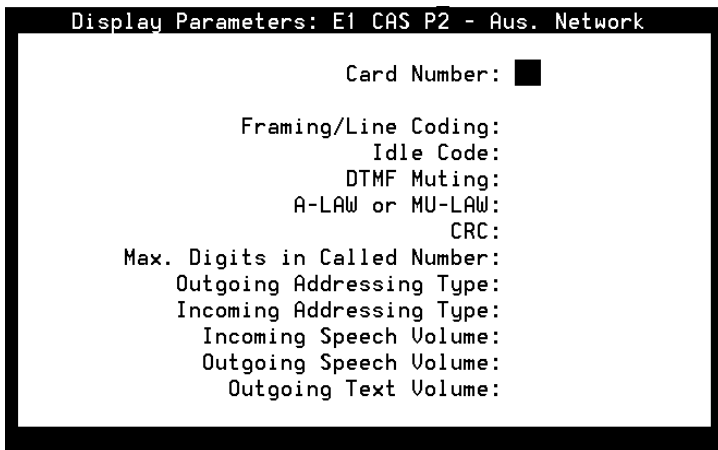 Display Parameters: E1 CAS P2 - Aus. Network
Card Number:
Framing/Line Coding:
Idle Code:
DTMF Muting:
A-LAW or MU-LAW:
CRC:
Max. Digits in Called Number:
Outgoing Addressing Type:
Incoming Addressing Type:
Incoming Speech Volume:
Outgoing Speech Volume:
Outgoing Text Volume: